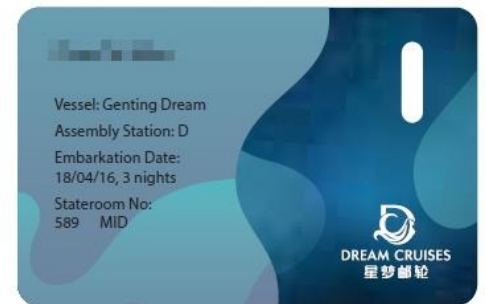 Vessel: Genting Dream
Assembly Station: D
Embarkation Date:
18/04/16, 3 nights
Stateroom No:
589 MID
DREAM CRUISES
星梦邮轮